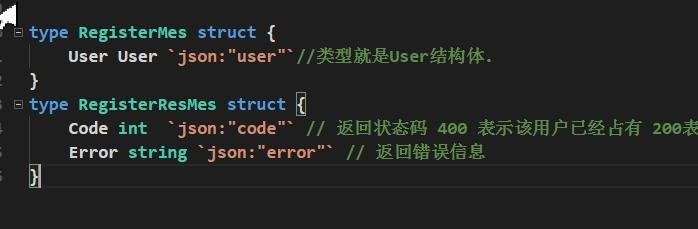 type RegisterMes struct {
    User User `json:"user"`//类型就是User结构体.
}
type RegisterResMes struct {
    Code int  `json:"code"` // 返回状态码 400 表示该用户已经占有 200表
    Error string `json:"error"` // 返回错误信息
}